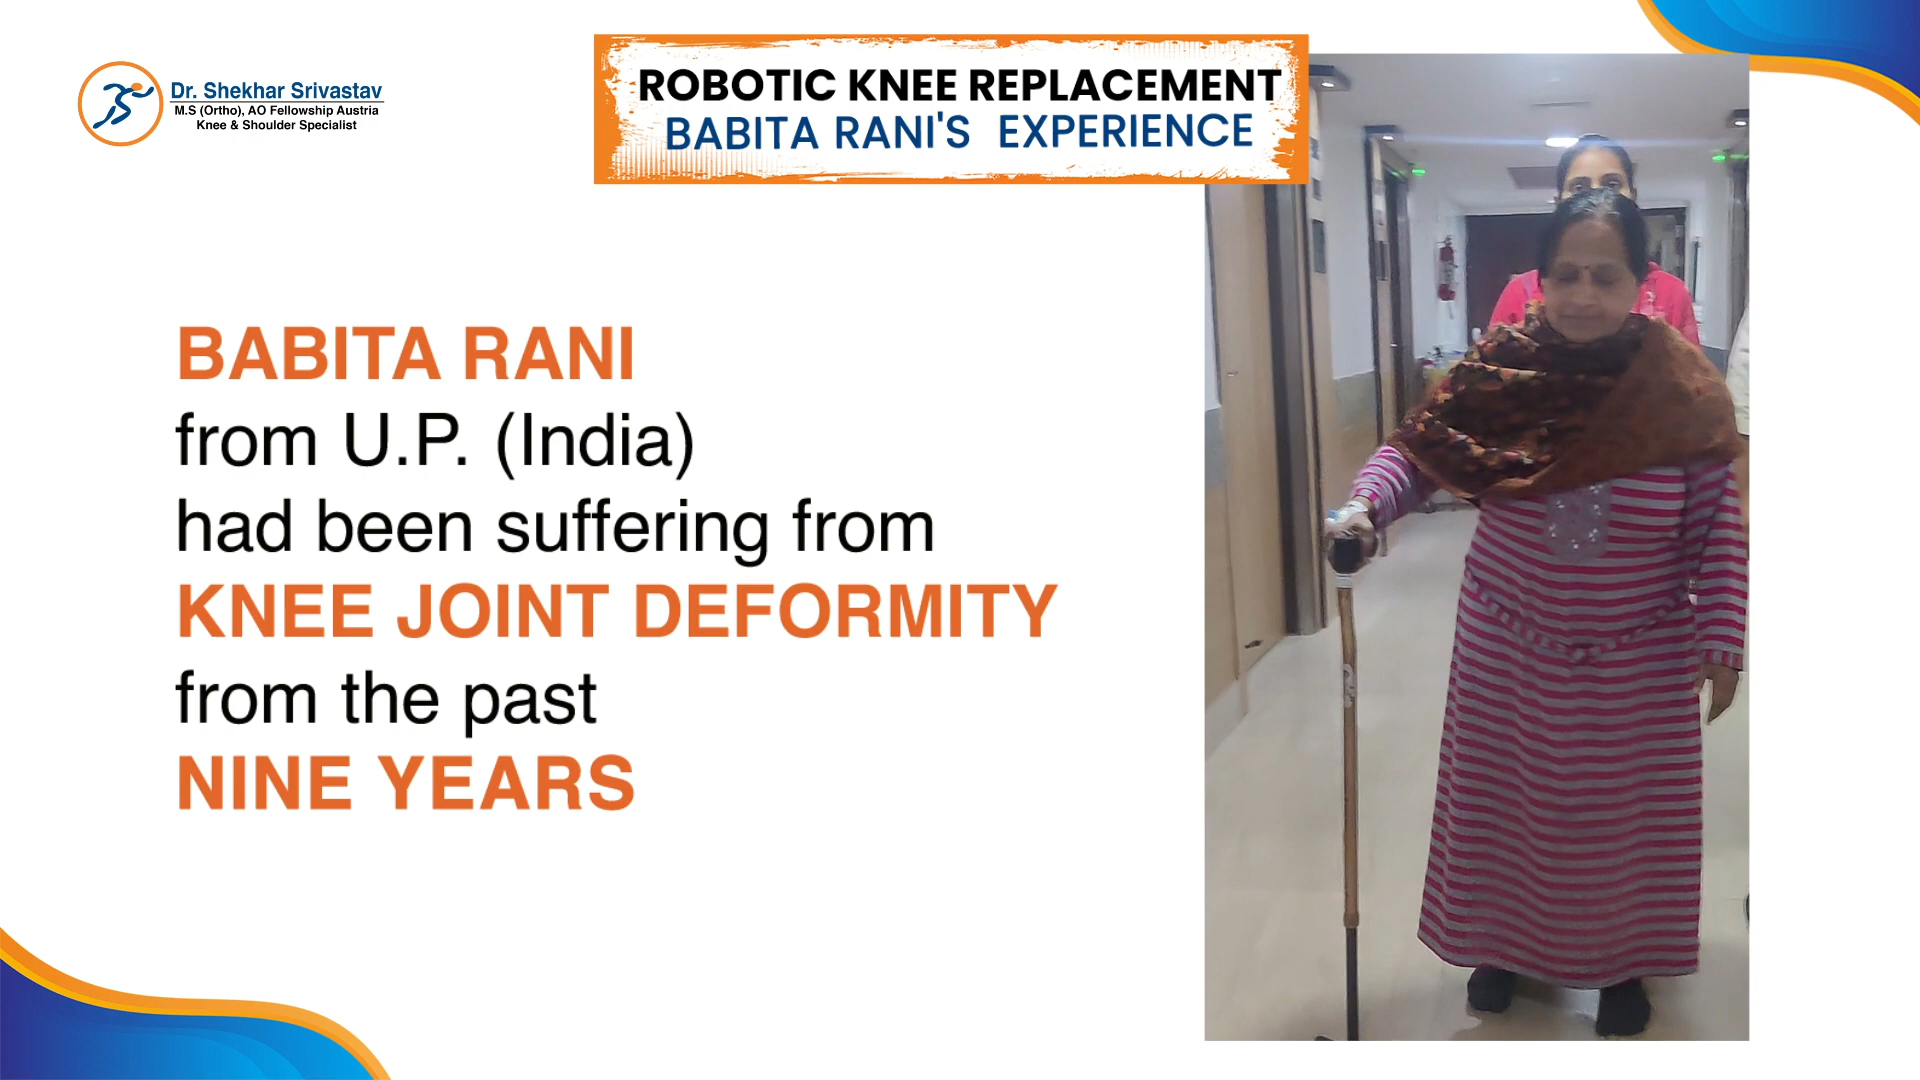 Dr. Shekhar Srivastav
M.S (Ortho), AO Fellowship Austria
Knee & Shoulder Specialist
ROBOTIC KNEE REPLACEMENT
BABITA RANI'S EXPERIENCE
BABITA RANI
from U.P. (India)
had been suffering from
KNEE JOINT DEFORMITY
from the past
NINE YEARS